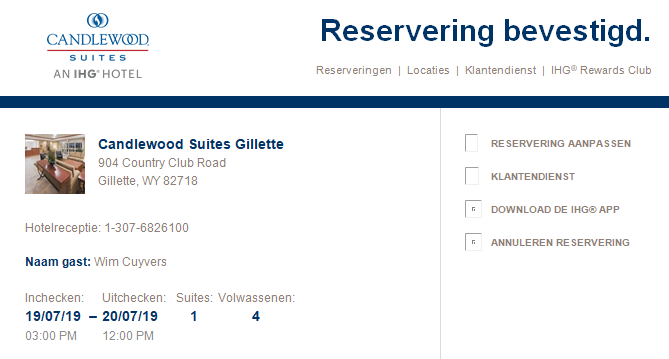 CANDLEWOOD
SUITES
AN IHG® HOTEL
Reservering bevestigd.
Reserveringen | Locaties | Klantendienst | IHG® Rewards Club
Candlewood Suites Gillette
904 Country Club Road
Gillette, WY 82718
Hotelreceptie: 1-307-6826100
Naam gast: Wim Cuyvers
Inchecken: Uitchecken: Suites: Volwassenen:
19/07/19 – 20/07/19 1 4
03:00 PM 12:00 PM
RESERVERING AANPASSEN
KLANTENDIENST
DOWNLOAD DE IHG® APP
ANNULEREN RESERVERING